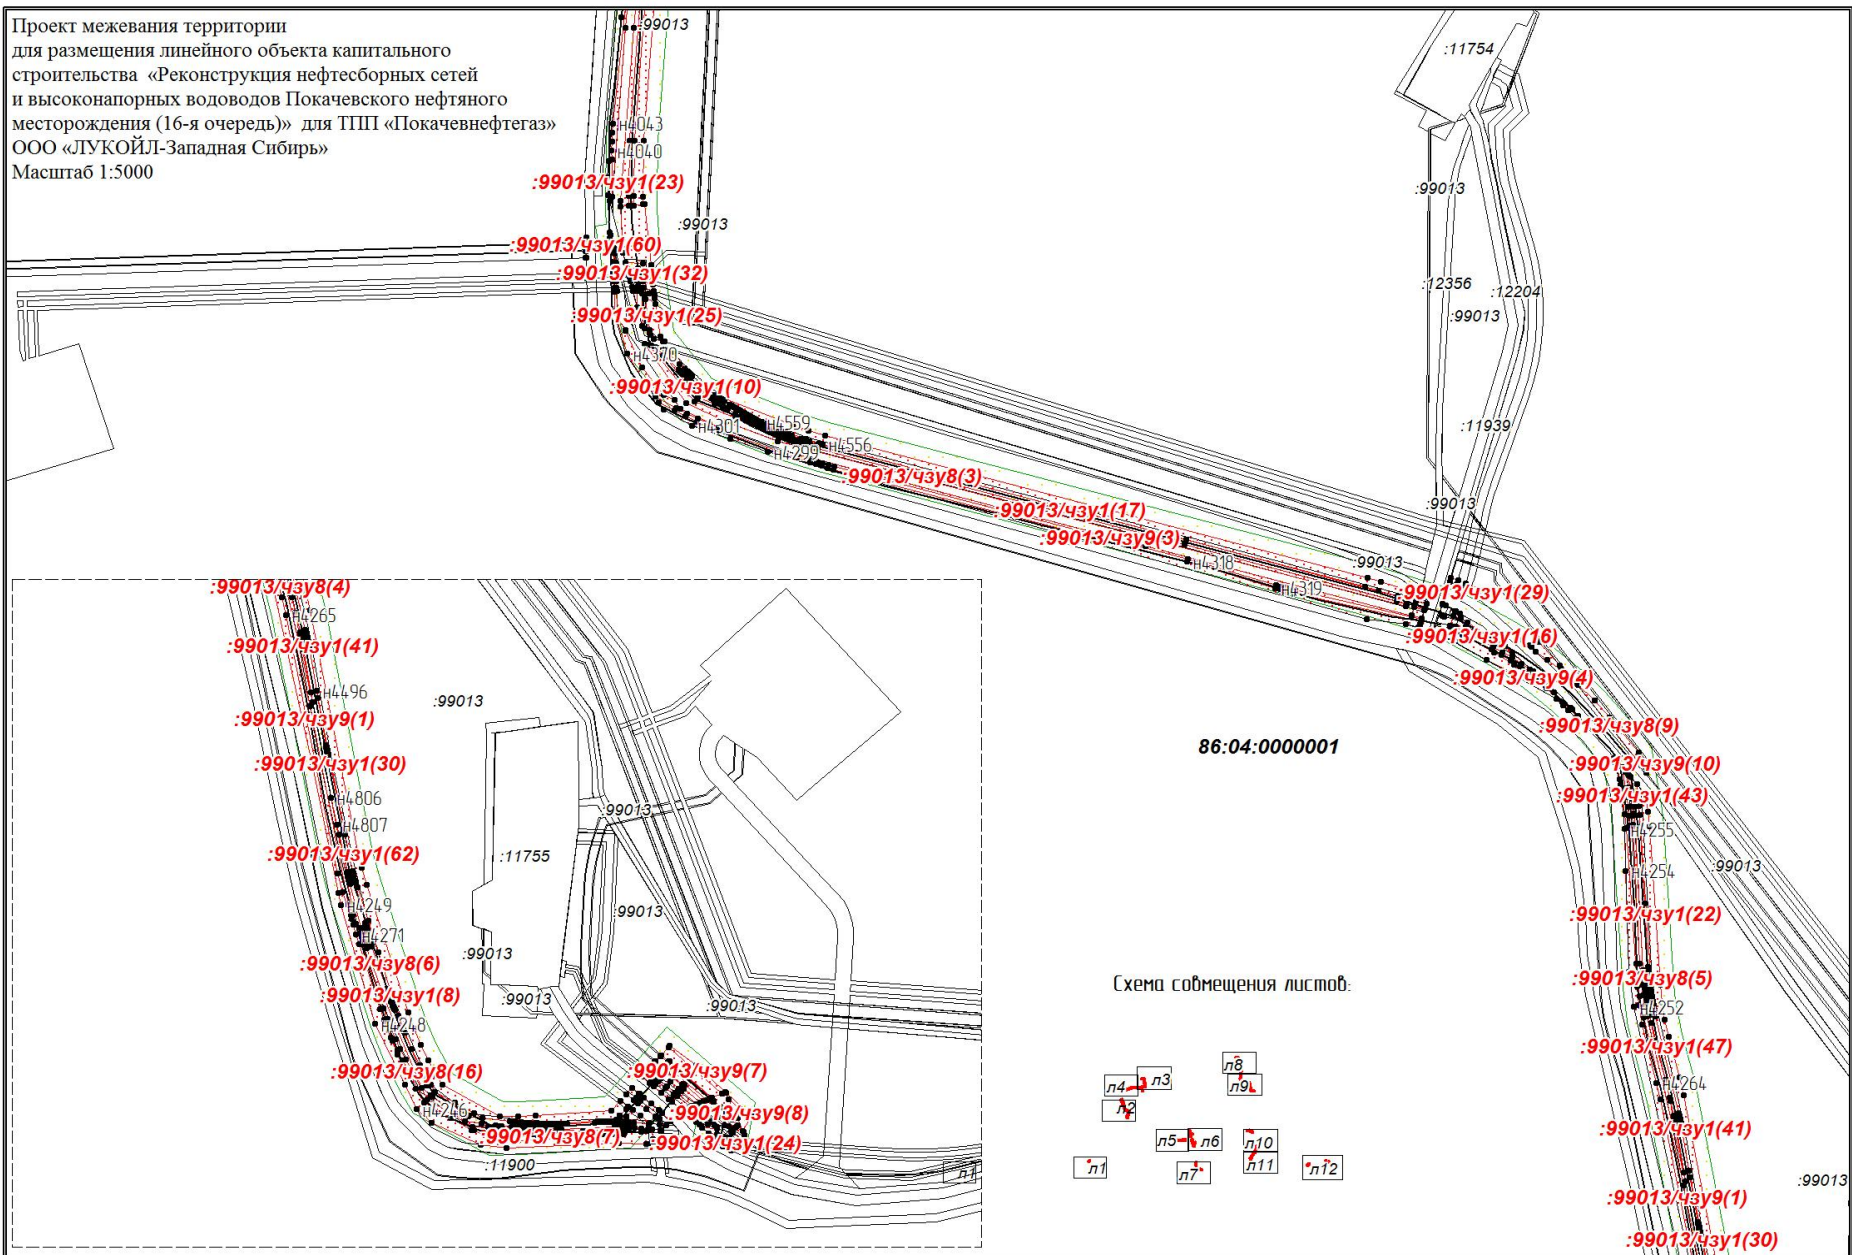 Проект межевания территории
для размещения линейного объекта капитального
строительства «Реконструкция нефтесборных сетей
и высоконапорных водоводов Покачевского нефтяного
месторождения (16-я очередь)» для ТПП «Покачевнефтегаз»
ООО «ЛУКОЙЛ-Западная Сибирь»
Масштаб 1:5000
:99013
:11754
н4043
н4040
:99013/чзу1(23)
:99013
:99013
:99013/чзу1(60)
:99013/чзу1(32)
:12356
:12204
:99013/чзу1(25)
:99013
н4370
:99013/чзу1(10)
н4301
н4559
:11939
н4556
н4299
:99013/чзу8(3)
:99013
:99013/чзу1(17)
:99013/чзу9(3)
н4318
:99013
н4319
:99013/чзу1(29)
:99013/чзу1(16)
:99013/чзу9(4)
:99013/чзу8(9)
86:04:0000001
:99013/чзу9(10)
:99013/чзу1(43)
н4255
:99013
н4254
:99013/чзу1(22)
:99013/чзу8(5)
н4252
:99013/чзу1(47)
н4264
:99013/чзу1(41)
:99013
:99013/чзу9(1)
:99013/чзу1(30)
:99013/чзу8(4)
н4265
:99013/чзу1(41)
н4496
:99013
:99013/чзу9(1)
:99013/чзу1(30)
н4806
:99013
н4807
:99013/чзу1(62)
:11755
н4249
:99013
н4271
:99013
:99013/чзу8(6)
:99013/чзу1(8)
:99013
:99013
н4248
:99013/чзу8(16)
:99013/чзу9(7)
н4246
:99013/чзу9(8)
:99013/чзу8(7)
:99013/чзу1(24)
:11900
л1
Схема совмещения листов:
л8
л4 л3 л9
л2
л5 л6 л10
л1 л7 л11 л12